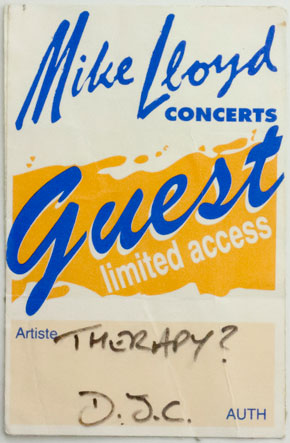 Mike Lloyd
CONCERTS
Guest
limited access
Artiste THERAPY?
D.J.C. AUTH